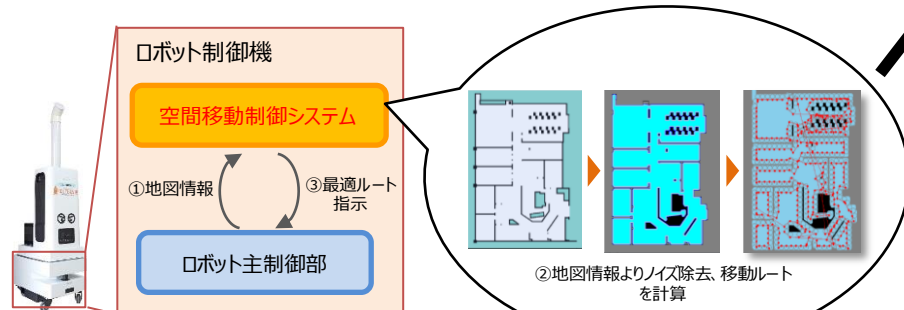 ロボット制御機
空間移動制御システム
①地図情報
③最適ルート
指示
ロボット主制御部
②地図情報よりノイズ除去、移動ルート
を計算